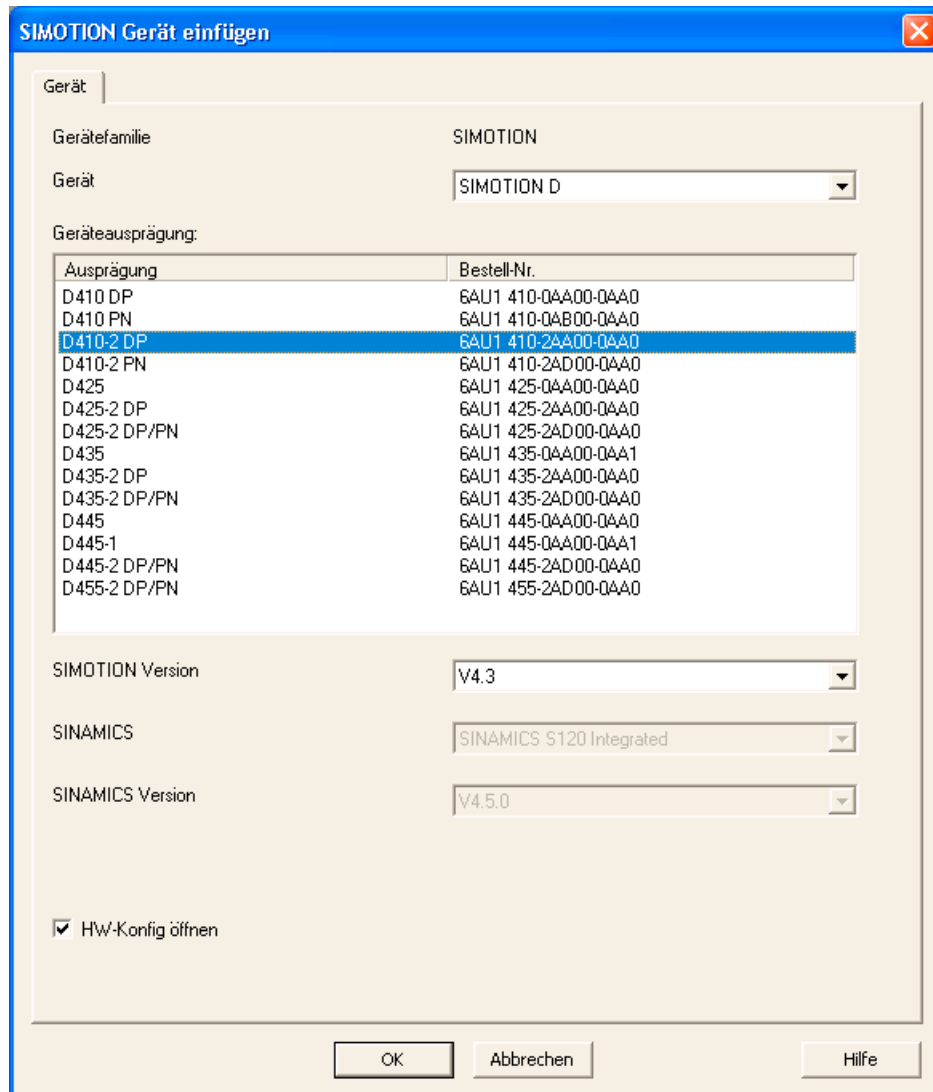 SIMOTION Gerät einfügen
Gerät
Gerätefamilie SIMOTION
Gerät SIMOTION D
Geräteausprägung:
Ausprägung Bestell-Nr.
D410 DP 6AU1 410-0AA00-0AA0
D410 PN 6AU1 410-0AB00-0AA0
D410-2 DP 6AU1 410-2AA00-0AA0
D410-2 PN 6AU1 410-2AD00-0AA0
D425 6AU1 425-0AA00-0AA0
D425-2 DP 6AU1 425-2AA00-0AA0
D425-2 DP/PN 6AU1 425-2AD00-0AA0
D435 6AU1 435-0AA00-0AA1
D435-2 DP 6AU1 435-2AA00-0AA0
D435-2 DP/PN 6AU1 435-2AD00-0AA0
D445 6AU1 445-0AA00-0AA0
D445-1 6AU1 445-0AA00-0AA1
D445-2 DP/PN 6AU1 445-2AD00-0AA0
D455-2 DP/PN 6AU1 455-2AD00-0AA0
SIMOTION Version V4.3
SINAMICS SINAMICS S120 Integrated
SINAMICS Version V4.5.0
HW-Konfig öffnen
OK Abbrechen Hilfe